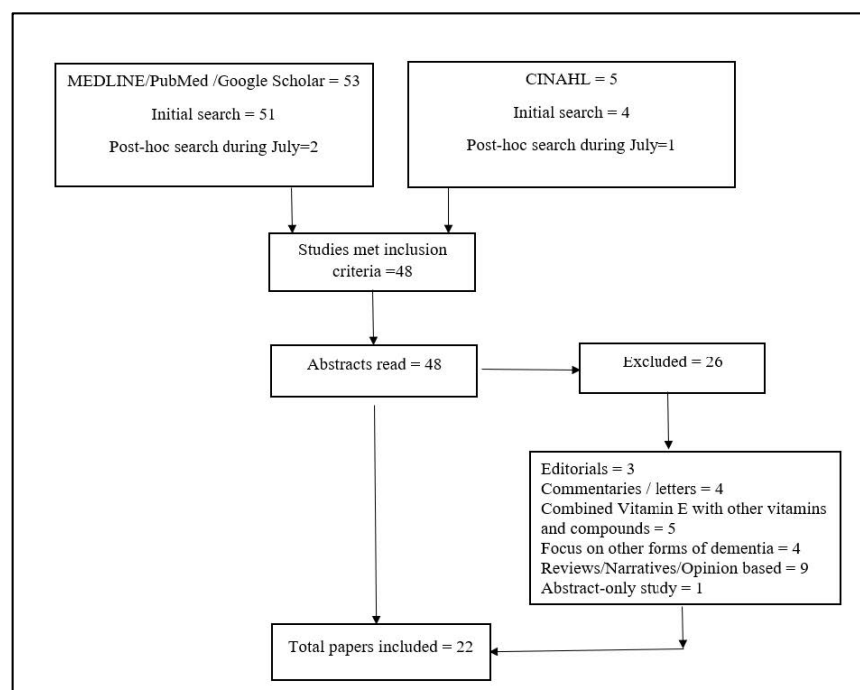 MEDLINE/PubMed /Google Scholar = 53
Initial search = 51
Post-hoc search during July=2
CINAHL = 5
Initial search = 4
Post-hoc search during July=1
Studies met inclusion
criteria =48
Abstracts read = 48
Excluded = 26
Editorials = 3
Commentaries / letters = 4
Combined Vitamin E with other vitamins
and compounds = 5
Focus on other forms of dementia = 4
Reviews/Narratives/Opinion based = 9
Abstract-only study = 1
Total papers included = 22